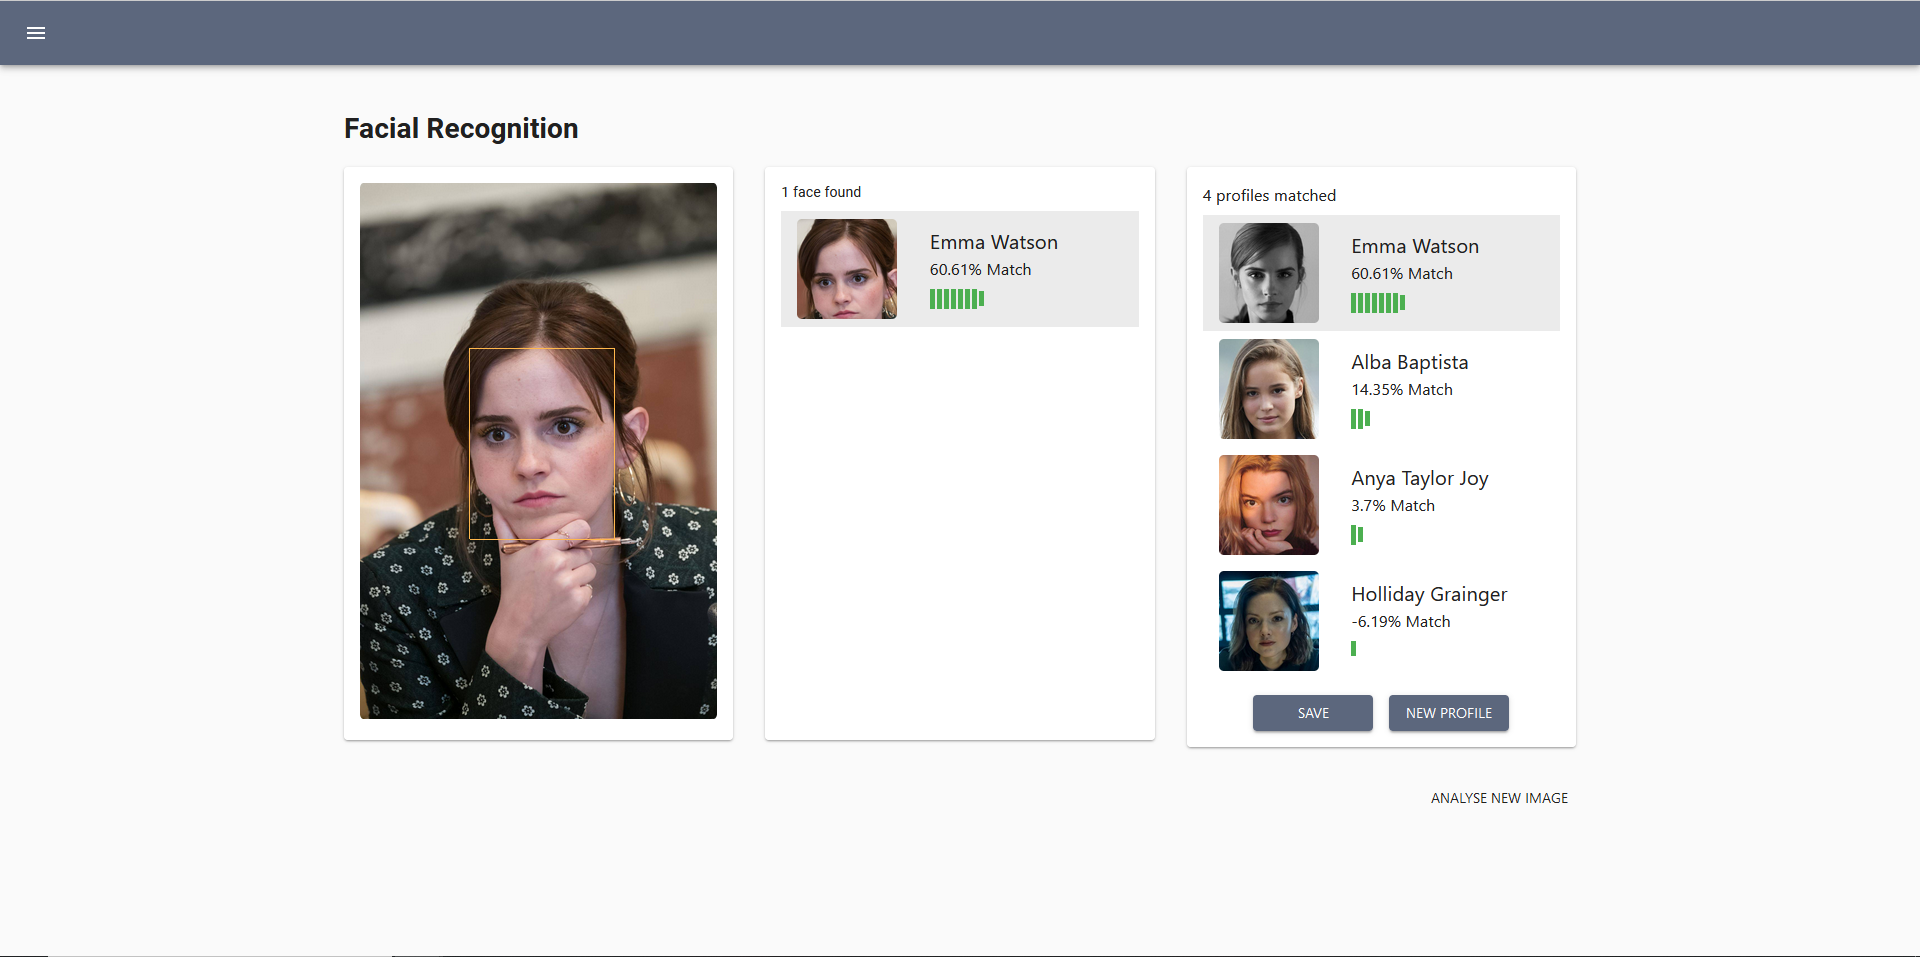 Facial Recognition
1 face found
Emma Watson
60.61% Match
4 profiles matched
Emma Watson
60.61% Match
Alba Baptista
14.35% Match
Anya Taylor Joy
3.7% Match
Holliday Grainger
-6.19% Match
SAVE
NEW PROFILE
ANALYSE NEW IMAGE